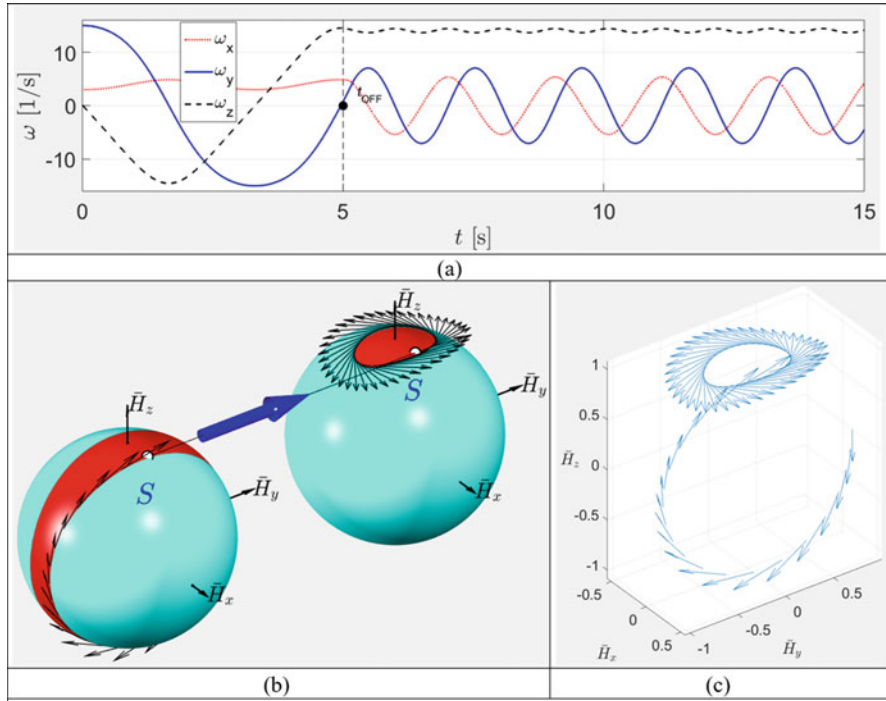 10
0
-10
ω [1/s]
ω_x
ω_y
ω_z
t_OFF
0
5
10
15
t [s]
(a)
H̄_z
H̄_y
S
H̄_x
H̄_z
S
H̄_y
H̄_x
(b)
1
0.5
0
-0.5
-1
H̄_z
-0.5
0
0.5
H̄_x
-1
-0.5
0
0.5
H̄_y
(c)